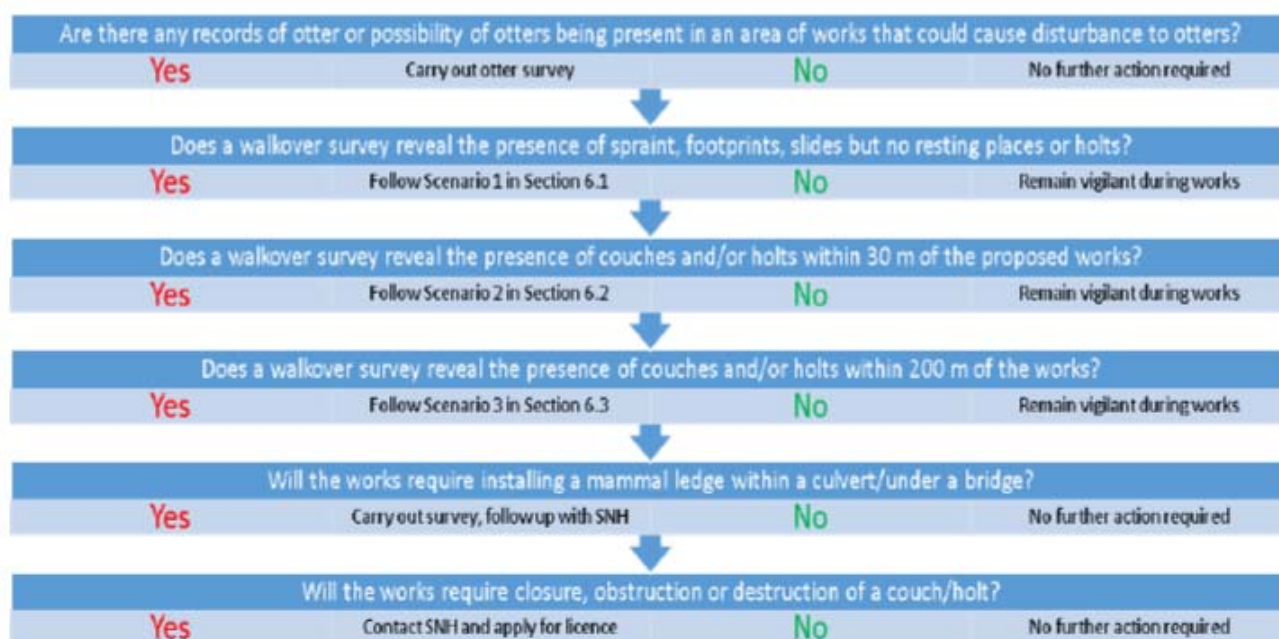 Are there any records of otter or possibility of otters being present in an area of works that could cause disturbance to otters?
Yes Carry out otter survey No No further action required
Does a walkover survey reveal the presence of spraint, footprints, slides but no resting places or holts?
Yes Follow Scenario 1 in Section 6.1 No Remain vigilant during works
Does a walkover survey reveal the presence of couches and/or holts within 30 m of the proposed works?
Yes Follow Scenario 2 in Section 6.2 No Remain vigilant during works
Does a walkover survey reveal the presence of couches and/or holts within 200 m of the works?
Yes Follow Scenario 3 in Section 6.3 No Remain vigilant during works
Will the works require installing a mammal ledge within a culvert/under a bridge?
Yes Carry out survey, follow up with SNH No No further action required
Will the works require closure, obstruction or destruction of a couch/holt?
Yes Contact SNH and apply for licence No No further action required